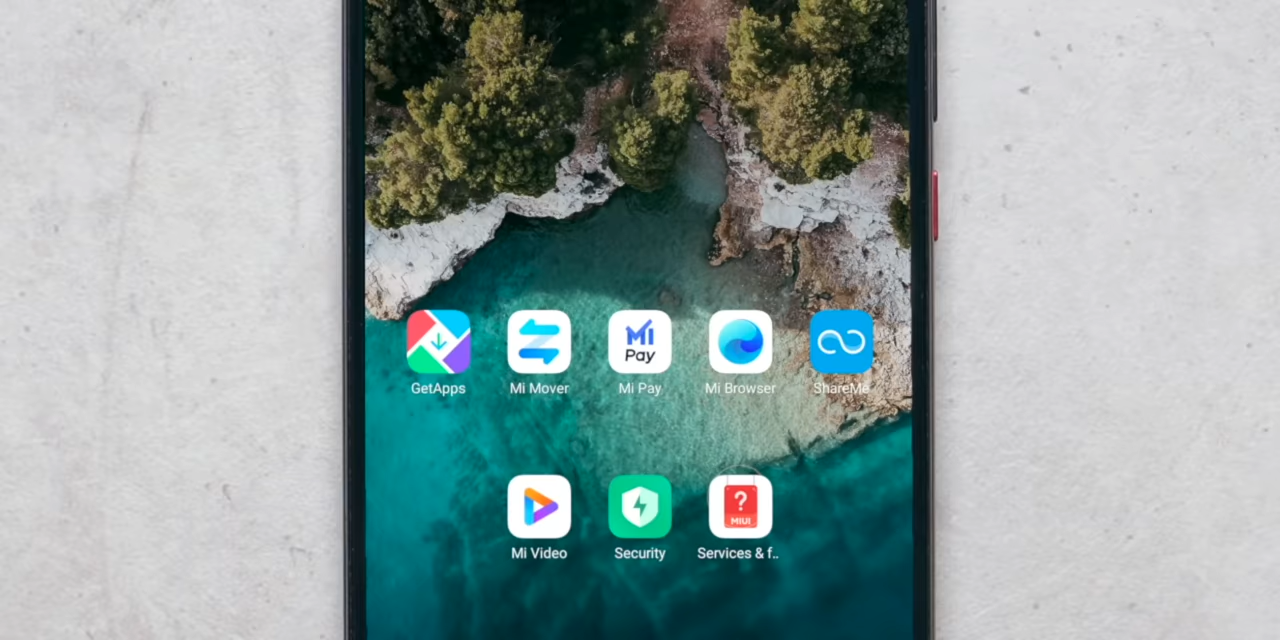 Mi
Pay
GetApps
Mi Mover
Mi Pay
Mi Browser
ShareMe
?
MIUI
Mi Video
Security
Services & f..